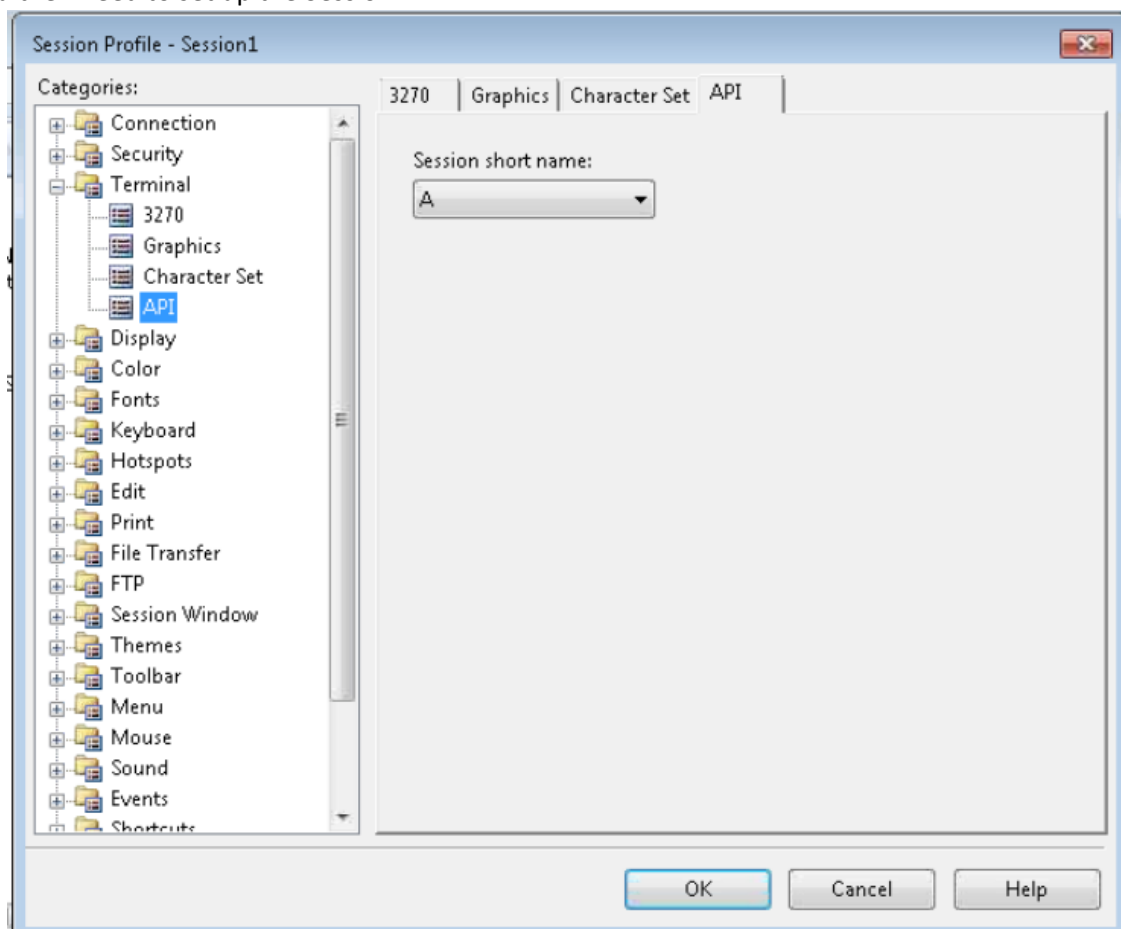 Session Profile - Session1
Categories:
Connection
Security
Terminal
3270
Graphics
Character Set
API
Display
Color
Fonts
Keyboard
Hotspots
Edit
Print
File Transfer
FTP
Session Window
Themes
Toolbar
Menu
Mouse
Sound
Events
Shortcuts
3270 Graphics Character Set API
Session short name:
A
OK Cancel Help